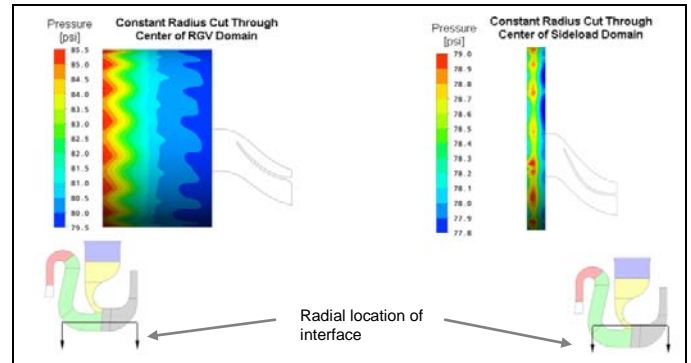 Pressure
[psi]
Constant Radius Cut Through
Center of RGV Domain
85.5
85.0
84.5
84.0
83.5
83.0
82.5
82.0
81.5
81.0
80.5
80.0
79.5
Pressure
[psi]
Constant Radius Cut Through
Center of Sideload Domain
79.0
78.9
78.8
78.7
78.6
78.5
78.4
78.3
78.2
78.1
78.0
77.9
77.8
Radial location of
interface